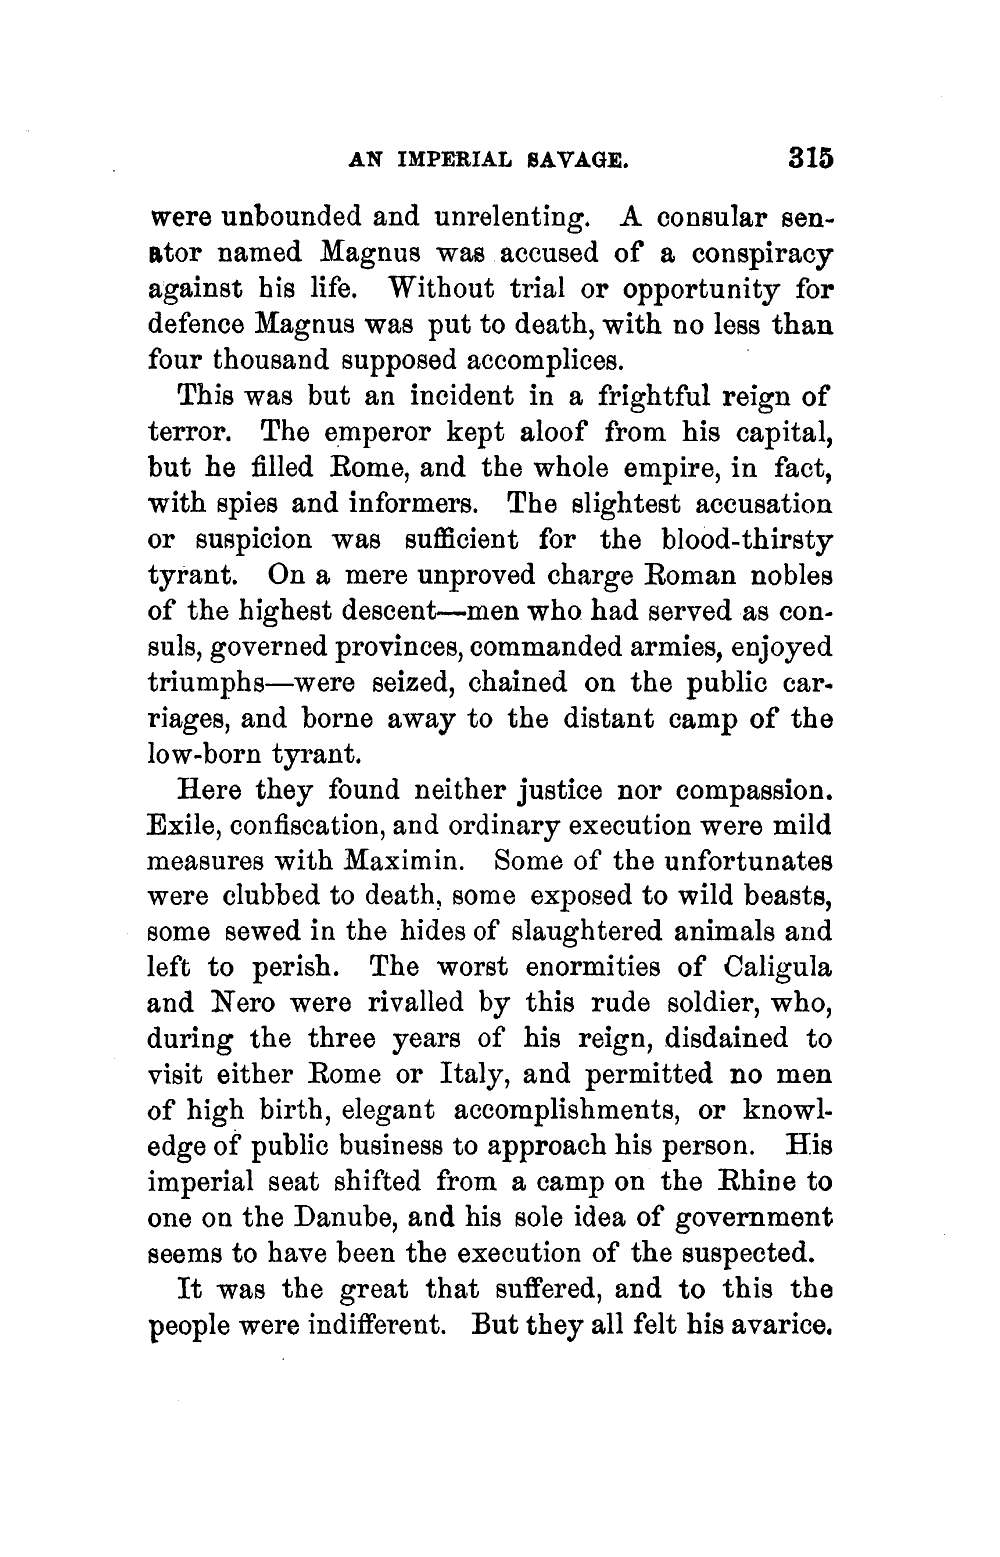 AN IMPERIAL SAVAGE. 315
were unbounded and unrelenting. A consular sen-
ator named Magnus was accused of a conspiracy
against his life. Without trial or opportunity for
defence Magnus was put to death, with no less than
four thousand supposed accomplices.
This was but an incident in a frightful reign of
terror. The emperor kept aloof from his capital,
but he filled Rome, and the whole empire, in fact,
with spies and informers. The slightest accusation
or suspicion was sufficient for the blood-thirsty
tyrant. On a mere unproved charge Roman nobles
of the highest descent—men who had served as con-
suls, governed provinces, commanded armies, enjoyed
triumphs—were seized, chained on the public car-
riages, and borne away to the distant camp of the
low-born tyrant.
Here they found neither justice nor compassion.
Exile, confiscation, and ordinary execution were mild
measures with Maximin. Some of the unfortunates
were clubbed to death, some exposed to wild beasts,
some sewed in the hides of slaughtered animals and
left to perish. The worst enormities of Caligula
and Nero were rivalled by this rude soldier, who,
during the three years of his reign, disdained to
visit either Rome or Italy, and permitted no men
of high birth, elegant accomplishments, or knowl-
edge of public business to approach his person. His
imperial seat shifted from a camp on the Rhine to
one on the Danube, and his sole idea of government
seems to have been the execution of the suspected.
It was the great that suffered, and to this the
people were indifferent. But they all felt his avarice.